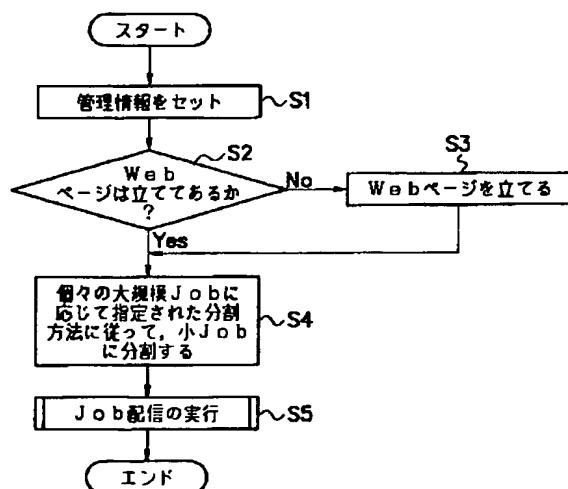 スタート
管理情報をセット
S1
Web
ページは立ててあるか
?
S2
No
S3
Webページを立てる
Yes
個々の大規模Jobに
応じて指定された分割
方法に従って，小Job
に分割する
S4
Job配信の実行
S5
エンド